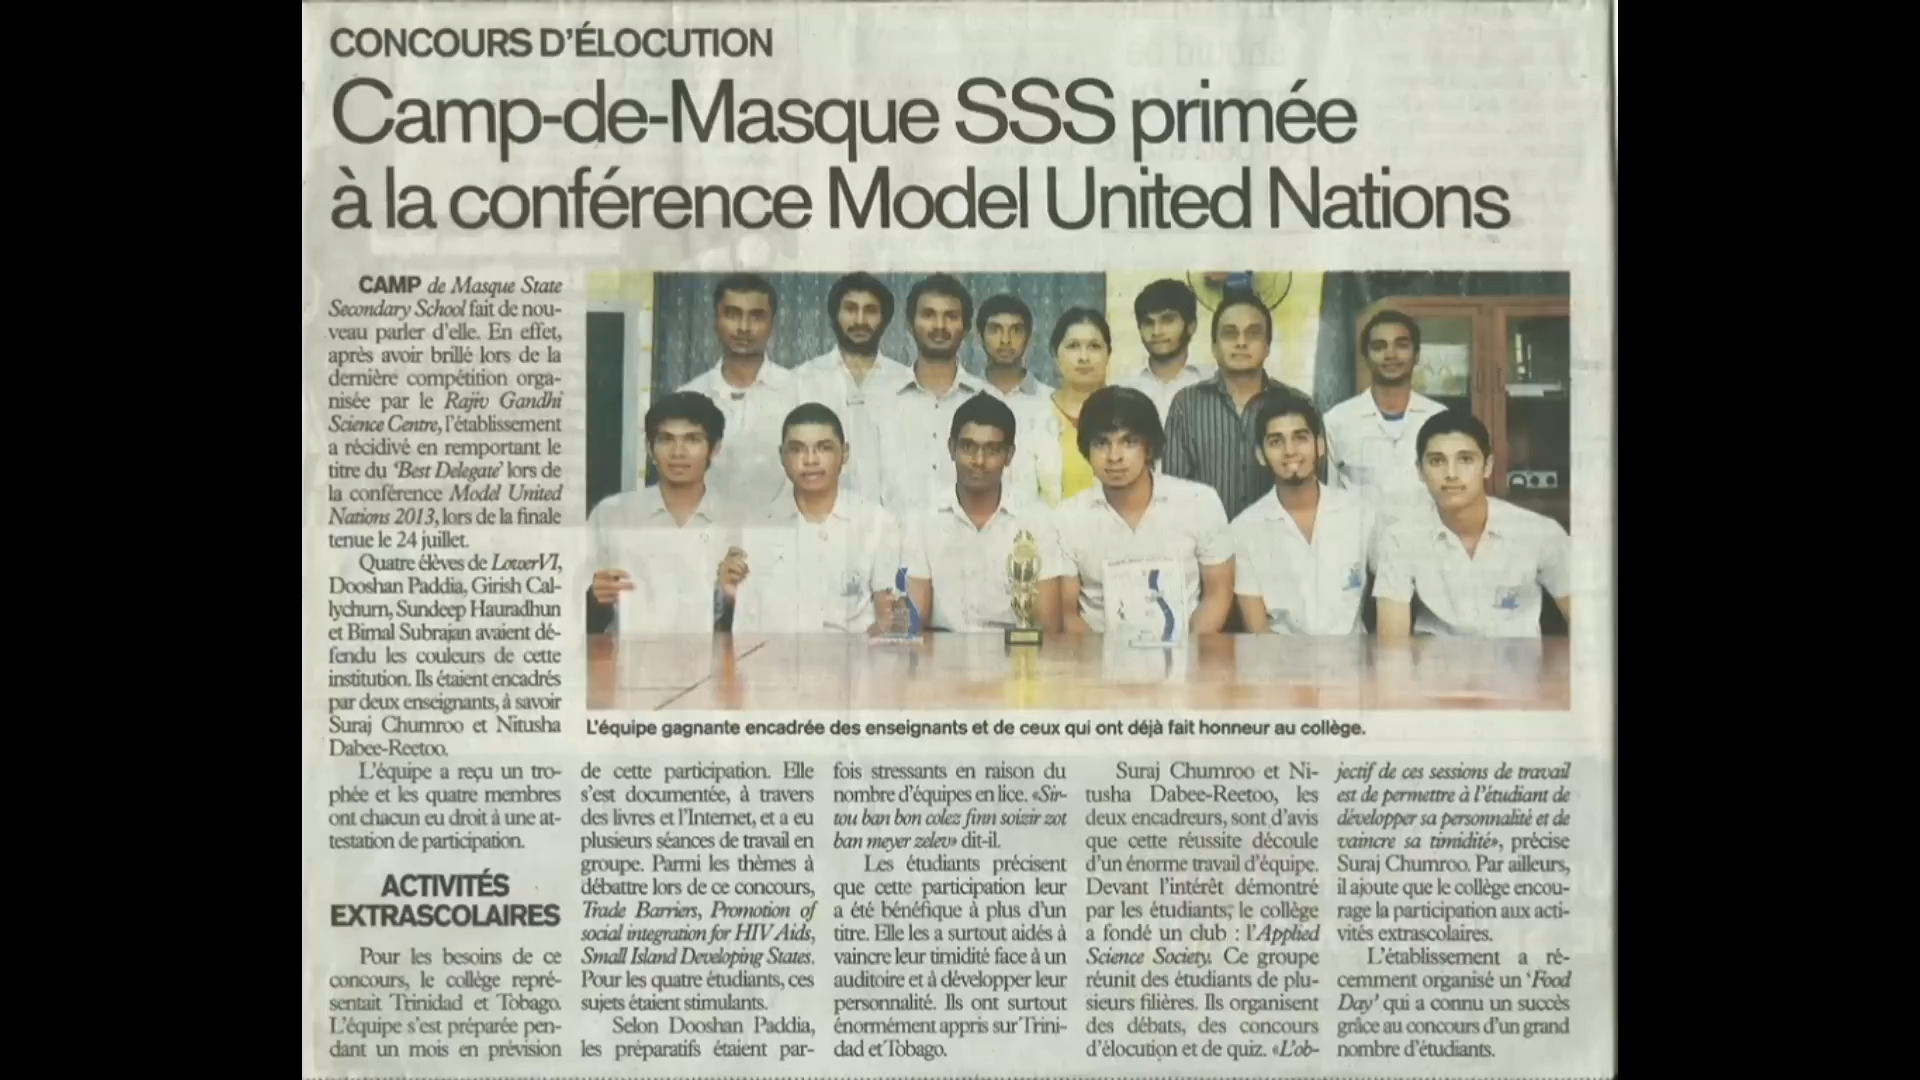 CONCOURS D'ÉLOCUTION
Camp-de-Masque SSS primée
à la conférence Model United Nations
CAMP de Masque State
Secondary School fait de nou-
veau parler d'elle. En effet,
après avoir brillé lors de la
dernière compétition orga-
nisée par le Rajiv Gandhi
Science Centre, l'établissement
a récidivé en remportant le
titre du 'Best Delegate' lors de
la conférence Model United
Nations 2013, lors de la finale
tenue le 24 juillet.
Quatre élèves de Lower VI,
Dooshan Paddia, Girish Cal-
lychurn, Sundeep Hauradhun
et Bimal Subrajan avaient dé-
fendu les couleurs de cette
institution. Ils étaient encadrés
par deux enseignants, à savoir
Suraj Chumroo et Nitusha
Dabee-Reetoo.
L'équipe a reçu un tro-
phée et les quatre membres
ont chacun eu droit à une at-
testation de participation.
ACTIVITÉS
EXTRASCOLAIRES
Pour les besoins de ce
concours, le collège repré-
sentait Trinidad et Tobago.
L'équipe s'est préparée pen-
dant un mois en prévision
L'équipe gagnante encadrée des enseignants et de ceux qui ont déjà fait honneur au collège.
de cette participation. Elle
s'est documentée, à travers
des livres et l'Internet, et a eu
plusieurs séances de travail en
groupe. Parmi les thèmes à
débattre lors de ce concours,
Trade Barriers, Promotion of
social integration for HIV Aids,
Small Island Developing States.
Pour les quatre étudiants, ces
sujets étaient stimulants.
Selon Dooshan Paddia,
les préparatifs étaient par-
fois stressants en raison du
nombre d'équipes en lice. «Sir-
tou ban bon colez finn soizir zot
ban meyer zelev» dit-il.
Les étudiants précisent
que cette participation leur
a été bénéfique à plus d'un
titre. Elle les a surtout aidés à
vaincre leur timidité face à un
auditoire et à développer leur
personnalité. Ils ont surtout
énormément appris sur Trini-
dad et Tobago.
Suraj Chumroo et Ni-
tusha Dabee-Reetoo, les
deux encadreurs, sont d'avis
que cette réussite découle
d'un énorme travail d'équipe.
Devant l'intérêt démontré
par les étudiants, le collège
a fondé un club : l'Applied
Science Society. Ce groupe
réunit des étudiants de plu-
sieurs filières. Ils organisent
des débats, des concours
d'élocution et de quiz. «L'ob-
jectif de ces sessions de travail
est de permettre à l'étudiant de
développer sa personnalité et de
vaincre sa timidité», précise
Suraj Chumroo. Par ailleurs,
il ajoute que le collège encou-
rage la participation aux acti-
vités extrascolaires.
L'établissement a ré-
cemment organisé un 'Food
Day' qui a connu un succès
grâce au concours d'un grand
nombre d'étudiants.